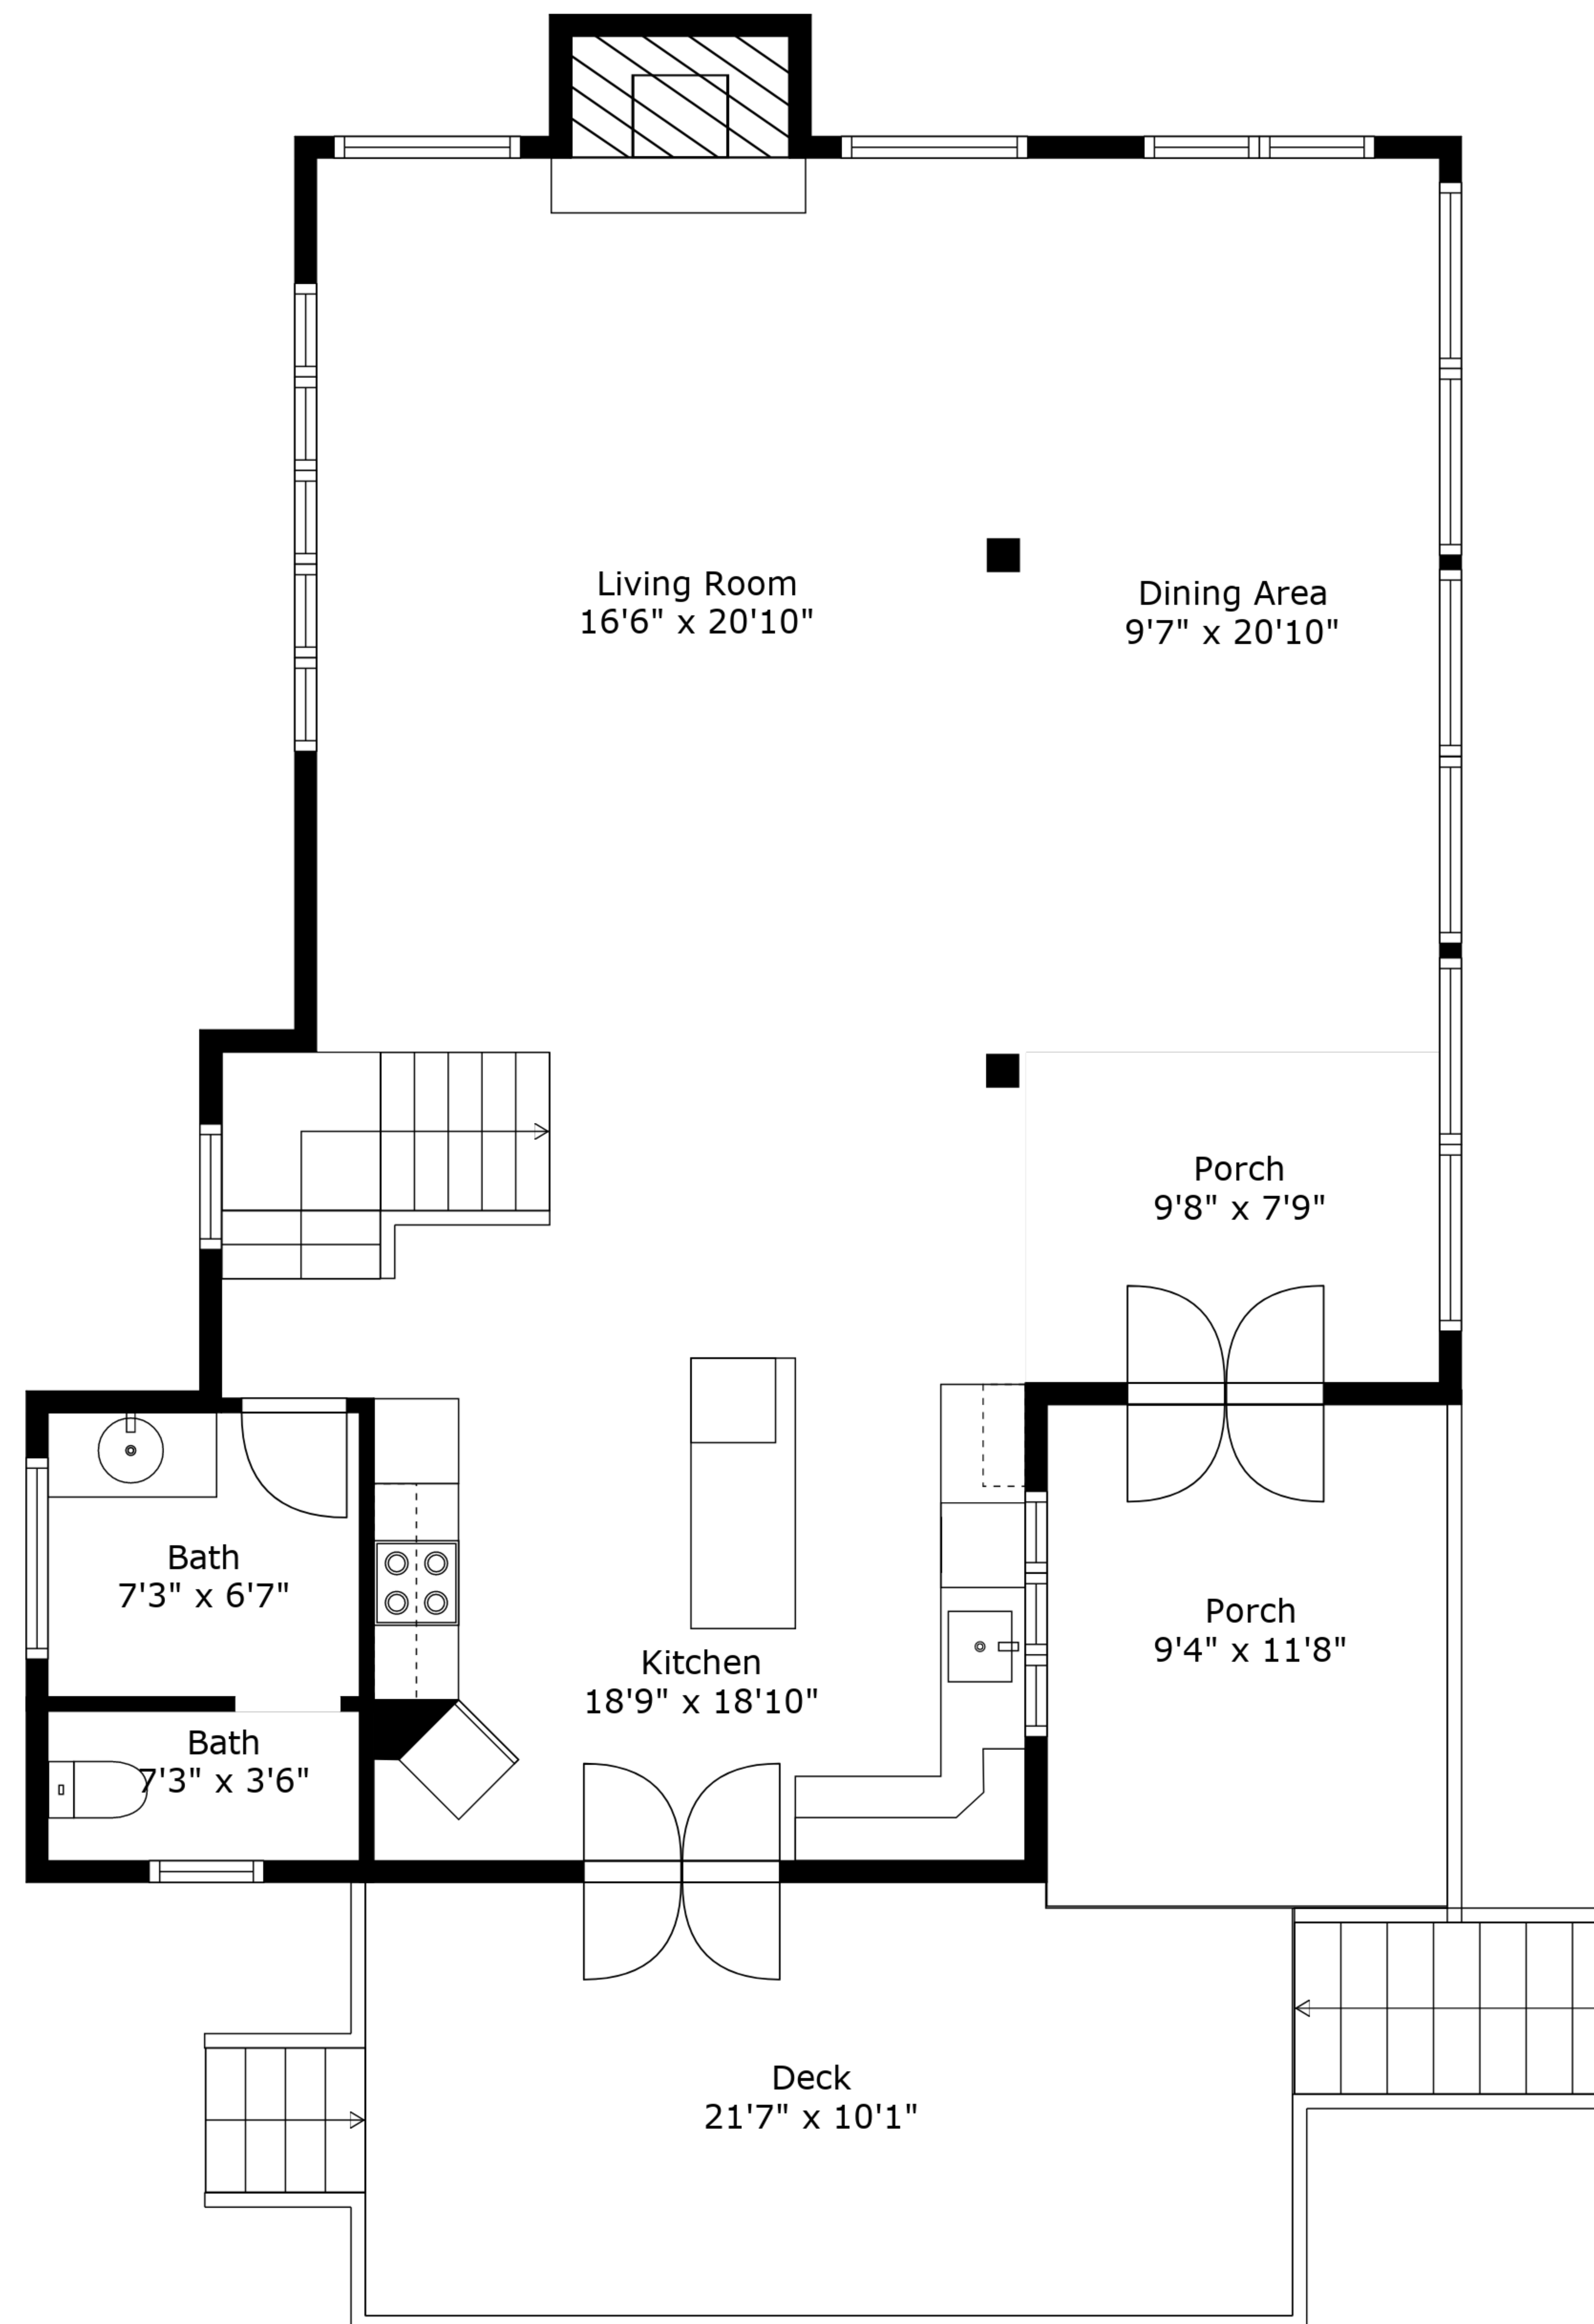 Living Room
16'6" x 20'10"
Dining Area
9'7" x 20'10"
Porch
9'8" x 7'9"
Bath
7'3" x 6'7"
Porch
9'4" x 11'8"
Kitchen
18'9" x 18'10"
Bath
7'3" x 3'6"
Deck
21'7" x 10'1"